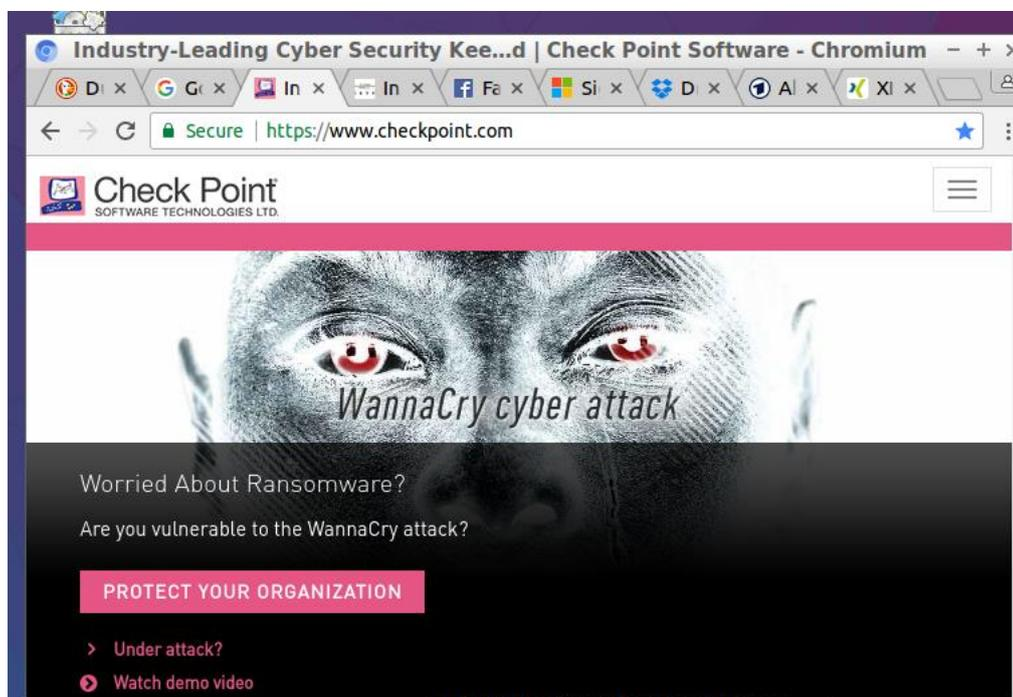 Industry-Leading Cyber Security Kee...d | Check Point Software - Chromium
D G In In Fa Si D Al XI
Secure | https://www.checkpoint.com
Check Point
SOFTWARE TECHNOLOGIES LTD.
WannaCry cyber attack
Worried About Ransomware?
Are you vulnerable to the WannaCry attack?
PROTECT YOUR ORGANIZATION
Under attack?
Watch demo video